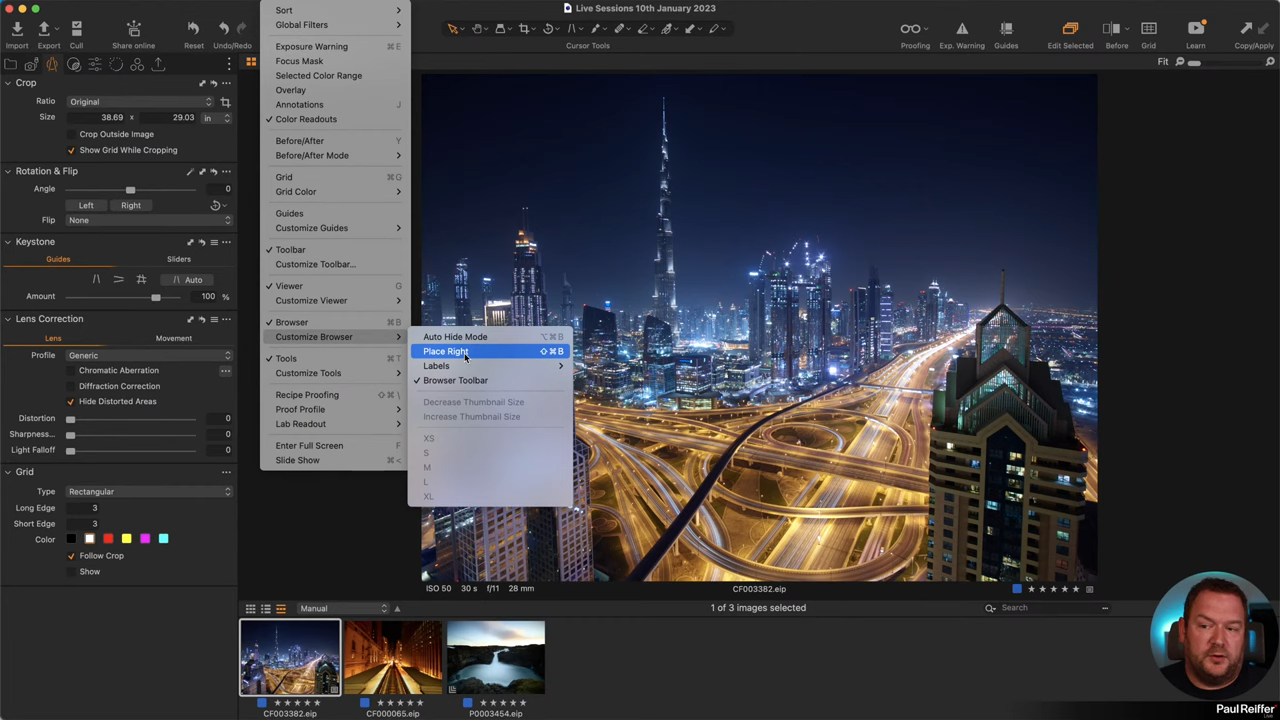 Live Sessions 10th January 2023
Import
Export
Cull
Share online
Reset
Undo/Redo
Cursor Tools
Proofing
Exp. Warning
Guides
Edit Selected
Before
Grid
Learn
Copy/Apply
Fit
Crop
Ratio
Original
Size
38.69 x 29.03 in
Crop Outside Image
Show Grid While Cropping
Rotation & Flip
Angle
0
Left
Right
Flip
None
Keystone
Guides
Sliders
Auto
Amount
100 %
Lens Correction
Lens
Movement
Profile
Generic
Chromatic Aberration
Diffraction Correction
Hide Distorted Areas
Distortion
0
Sharpness...
0
Light Falloff
0
Grid
Type
Rectangular
Long Edge
3
Short Edge
3
Color
Follow Crop
Show
Sort
Global Filters
Exposure Warning ⌘E
Focus Mask
Selected Color Range
Overlay
Annotations J
Color Readouts
Before/After Y
Before/After Mode
Grid ⌘G
Grid Color
Guides
Customize Guides
Toolbar
Customize Toolbar...
Viewer G
Customize Viewer
Browser ⌘B
Customize Browser
Tools ⌘T
Customize Tools
Recipe Proofing ⇧⌘\
Proof Profile
Lab Readout
Enter Full Screen F
Slide Show ⌘<
Auto Hide Mode ⌥⌘B
Place Right ⇧⌘B
Labels
Browser Toolbar
Decrease Thumbnail Size
Increase Thumbnail Size
XS
S
M
L
XL
ISO 50 30 s f/11 28 mm
CF003382.eip
Manual
1 of 3 images selected
Search
CF003382.eip
CF000065.eip
P0003454.eip
Paul Reiffer
Live